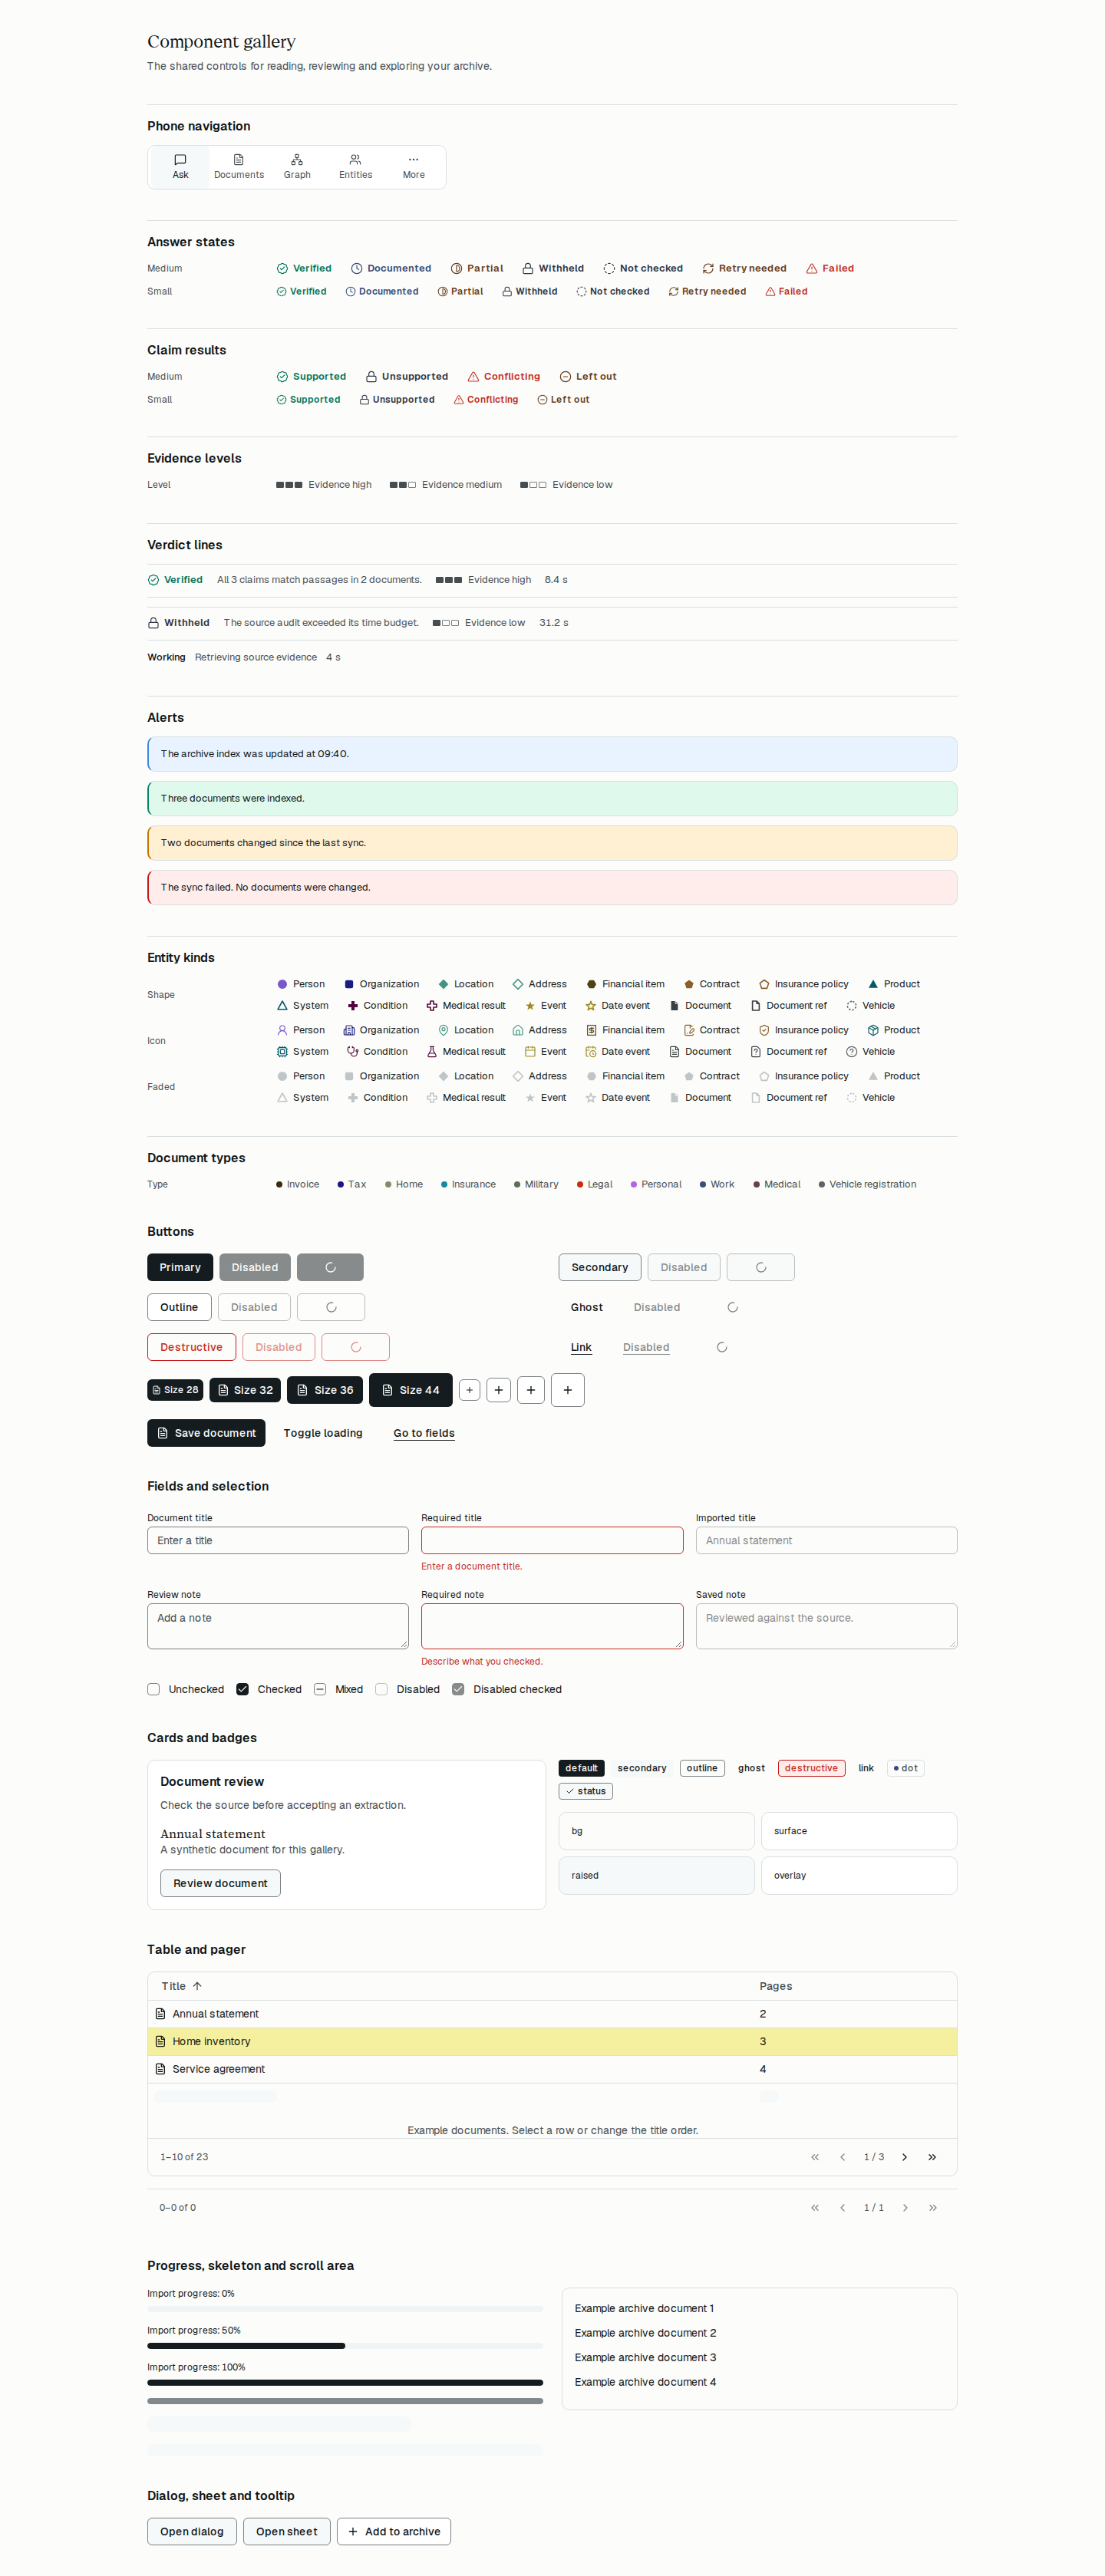 Component gallery
The shared controls for reading, reviewing and exploring your archive.
Phone navigation
Ask Documents Graph Entities More
Answer states
Medium Verified Documented Partial Withheld Not checked Retry needed Failed
Small Verified Documented Partial Withheld Not checked Retry needed Failed
Claim results
Medium Supported Unsupported Conflicting Left out
Small Supported Unsupported Conflicting Left out
Evidence levels
Level Evidence high Evidence medium Evidence low
Verdict lines
Verified All 3 claims match passages in 2 documents. Evidence high 8.4 s
Withheld The source audit exceeded its time budget. Evidence low 31.2 s
Working Retrieving source evidence 4 s
Alerts
The archive index was updated at 09:40.
Three documents were indexed.
Two documents changed since the last sync.
The sync failed. No documents were changed.
Entity kinds
Shape
Person Organization Location Address Financial item Contract Insurance policy Product
System Condition Medical result Event Date event Document Document ref Vehicle
Icon
Person Organization Location Address Financial item Contract Insurance policy Product
System Condition Medical result Event Date event Document Document ref Vehicle
Faded
Person Organization Location Address Financial item Contract Insurance policy Product
System Condition Medical result Event Date event Document Document ref Vehicle
Document types
Type Invoice Tax Home Insurance Military Legal Personal Work Medical Vehicle registration
Buttons
Primary Disabled Secondary Disabled
Outline Disabled Ghost Disabled
Destructive Disabled Link Disabled
Size 28 Size 32 Size 36 Size 44
Save document Toggle loading Go to fields
Fields and selection
Document title Required title Imported title
Enter a title Annual statement
Enter a document title.
Review note Required note Saved note
Add a note Reviewed against the source.
Describe what you checked.
Unchecked Checked Mixed Disabled Disabled checked
Cards and badges
Document review
Check the source before accepting an extraction.
Annual statement
A synthetic document for this gallery.
Review document
default secondary outline ghost destructive link dot
status
bg surface
raised overlay
Table and pager
Title Pages
Annual statement 2
Home inventory 3
Service agreement 4
Example documents. Select a row or change the title order.
1–10 of 23 1 / 3
0–0 of 0 1 / 1
Progress, skeleton and scroll area
Import progress: 0%
Import progress: 50%
Import progress: 100%
Example archive document 1
Example archive document 2
Example archive document 3
Example archive document 4
Dialog, sheet and tooltip
Open dialog Open sheet Add to archive